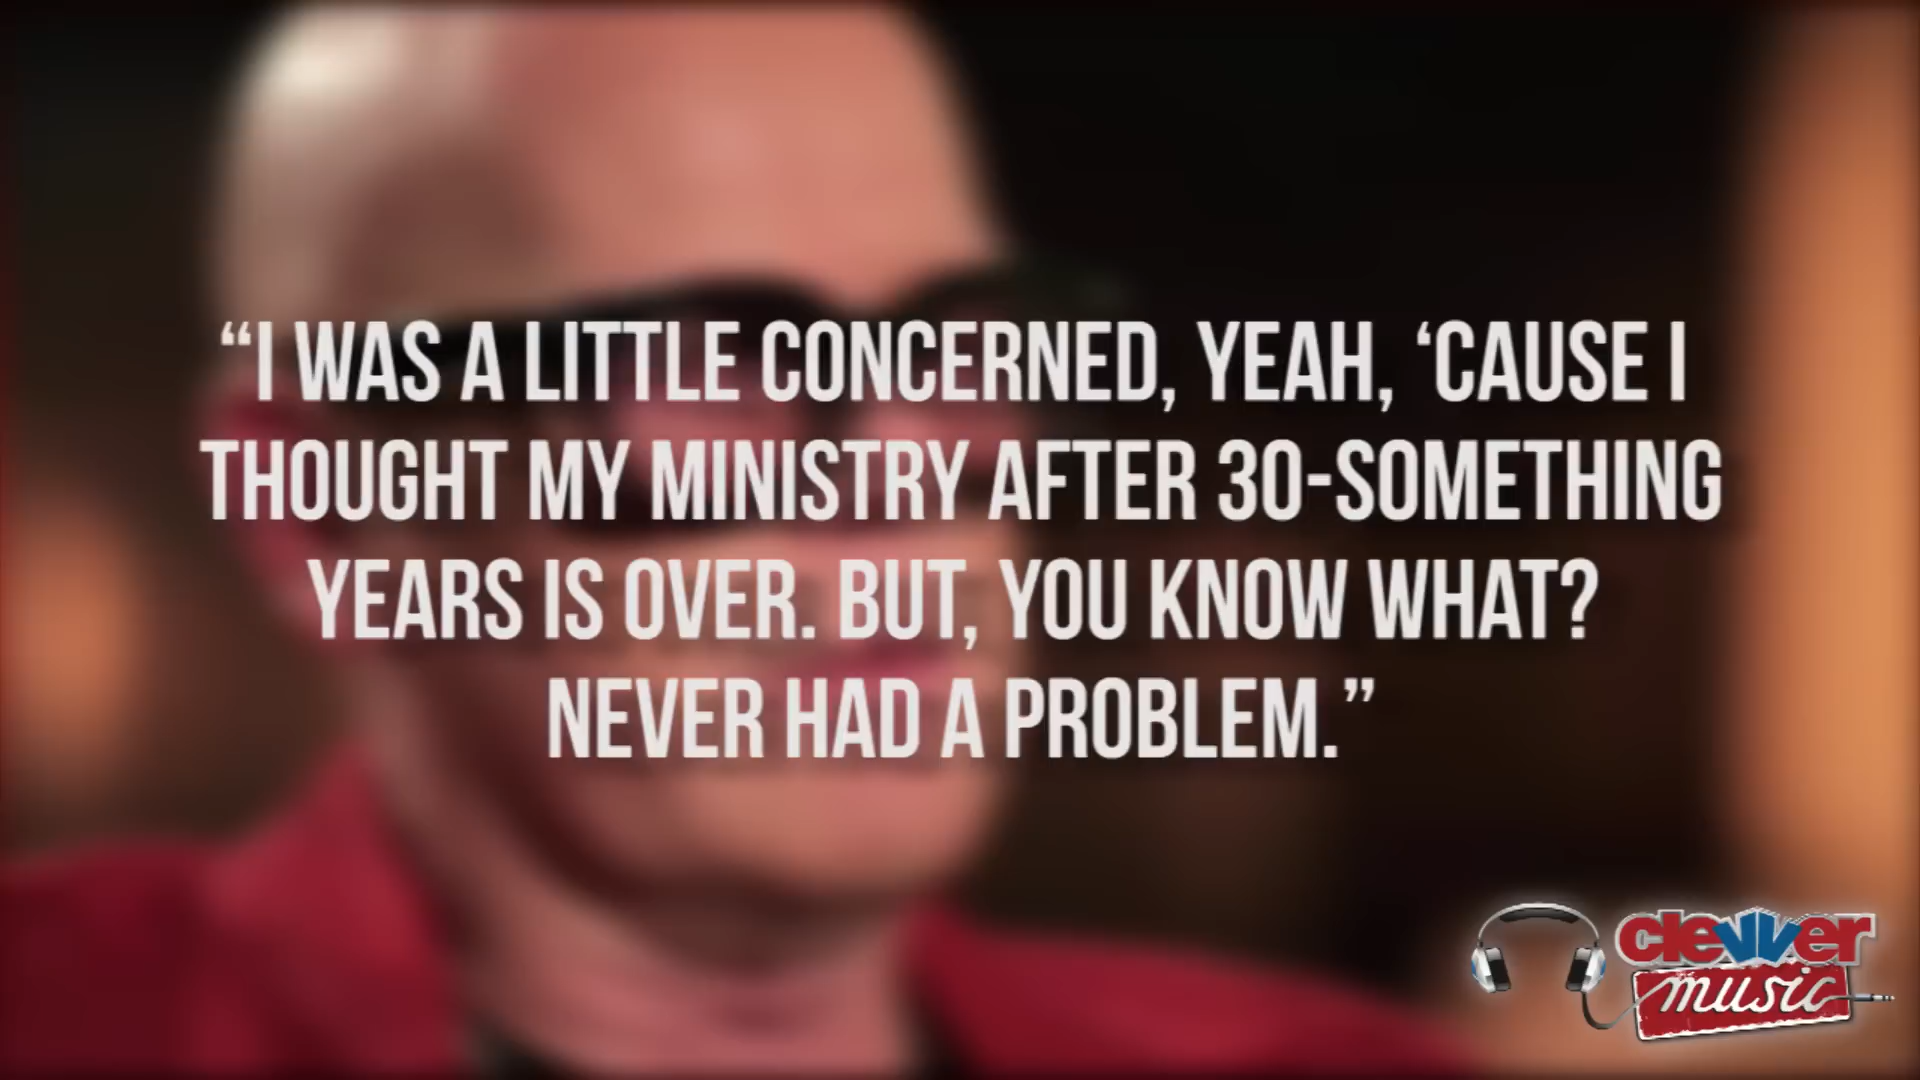 “I WAS A LITTLE CONCERNED, YEAH, ‘CAUSE I
THOUGHT MY MINISTRY AFTER 30-SOMETHING
YEARS IS OVER. BUT, YOU KNOW WHAT?
NEVER HAD A PROBLEM.”
clevver
music